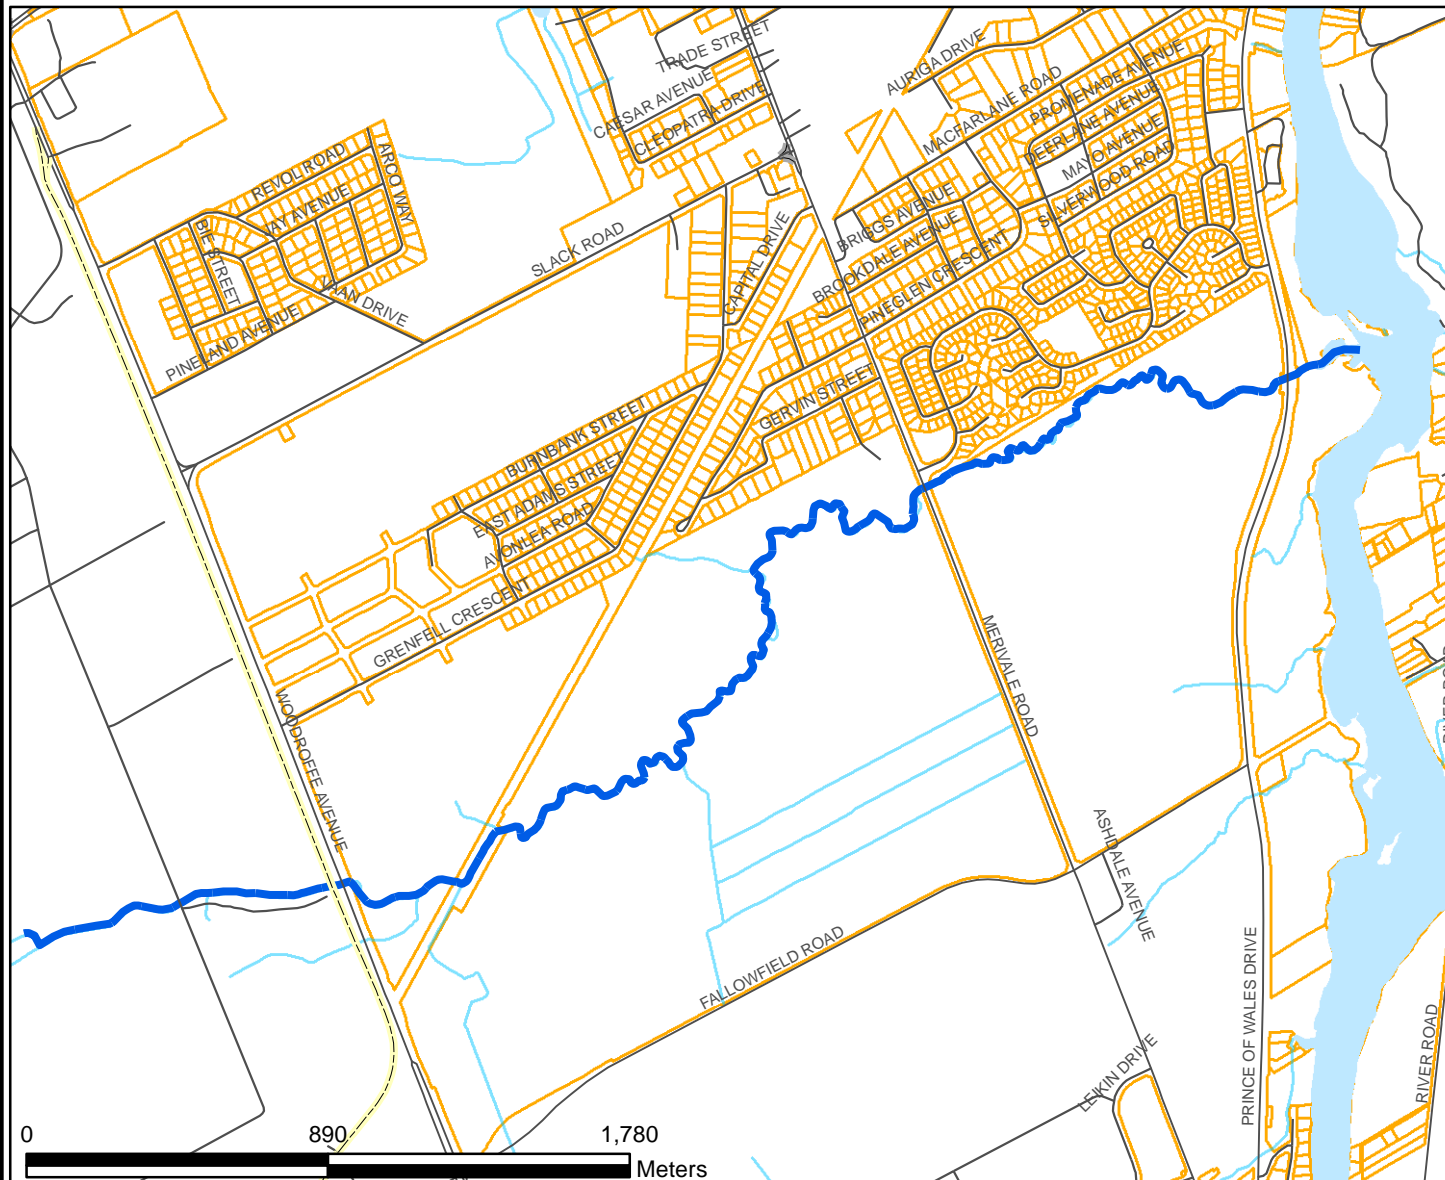 TRADE STREET
AURIGA DRIVE
CAESAR AVENUE
CLEOPATRA DRIVE
MACFARLANE ROAD
PROMENADE AVENUE
DEERLANE AVENUE
MAYO AVENUE
SILVERWOOD ROAD
REVOL ROAD
ARCO WAY
JAY AVENUE
BIE STREET
VAAN DRIVE
PINELAND AVENUE
SLACK ROAD
CAPITAL DRIVE
BRIGGS AVENUE
BROOKDALE AVENUE
PINEGLEN CRESCENT
GERVIN STREET
BURNBANK STREET
EAST ADAMS STREET
AVONLEA ROAD
GRENFELL CRESCENT
WOODROFFE AVENUE
MERIVALE ROAD
ASHDALE AVENUE
FALLOWFIELD ROAD
PRINCE OF WALES DRIVE
LEIKIN DRIVE
RIVER ROAD
RIVER ROAD
0 890 1,780
Meters